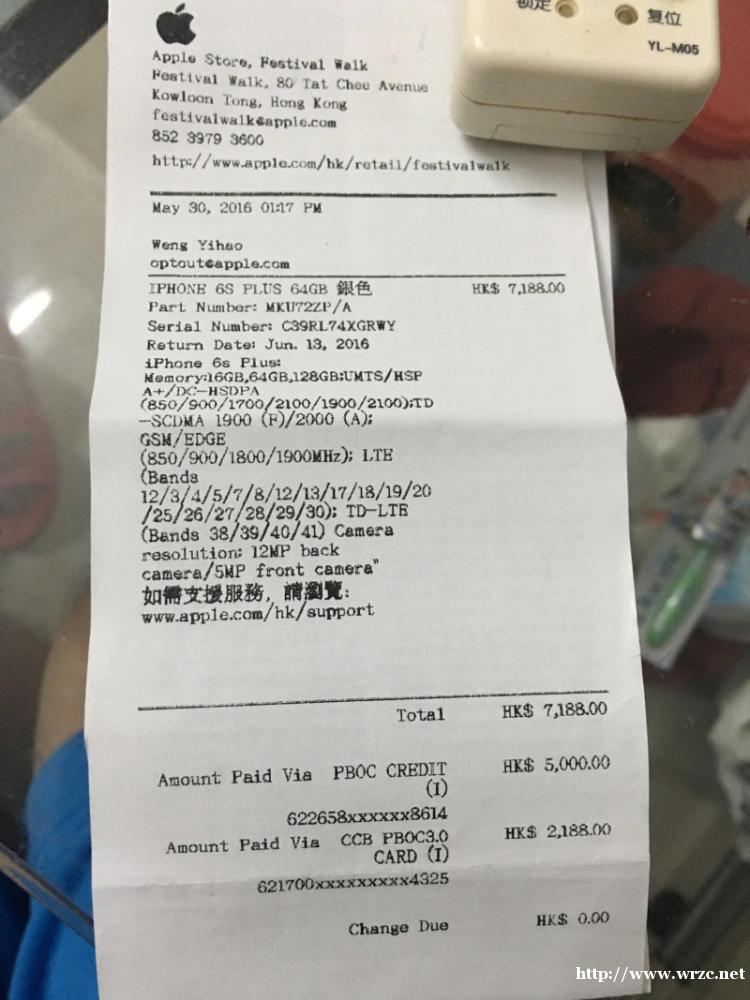 锁定
复位
YL-M05
Apple Store, Festival Walk
Festival Walk, 80 Tat Chee Avenue
Kowloon Tong, Hong Kong
festivalwalk@apple.com
852 3979 3600
http://www.apple.com/hk/retail/festivalwalk
May 30, 2016 01:17 PM
Weng Yihao
optout@apple.com
IPHONE 6S PLUS 64GB 銀色 HK$ 7,188.00
Part Number: MKU72ZP/A
Serial Number: C39RL74XGRWY
Return Date: Jun. 13, 2016
iPhone 6s Plus:
Memory:16GB,64GB,128GB:UMTS/HSP
A+/DC-HSDPA
(850/900/1700/2100/1900/2100);TD
-SCDMA 1900 (F)/2000 (A);
GSM/EDGE
(850/900/1800/1900MHz); LTE
(Bands
12/3/4/5/7/8/12/13/17/18/19/20
/25/26/27/28/29/30); TD-LTE
(Bands 38/39/40/41) Camera
resolution: 12MP back
camera/5MP front camera"
如需支援服務, 請瀏覽:
www.apple.com/hk/support
Total HK$ 7,188.00
Amount Paid Via PBOC CREDIT HK$ 5,000.00
(I)
622658xxxxxx8614
Amount Paid Via CCB PBOC3.0 HK$ 2,188.00
CARD (I)
621700xxxxxxxxx4325
Change Due HK$ 0.00
http://www.wrzc.net